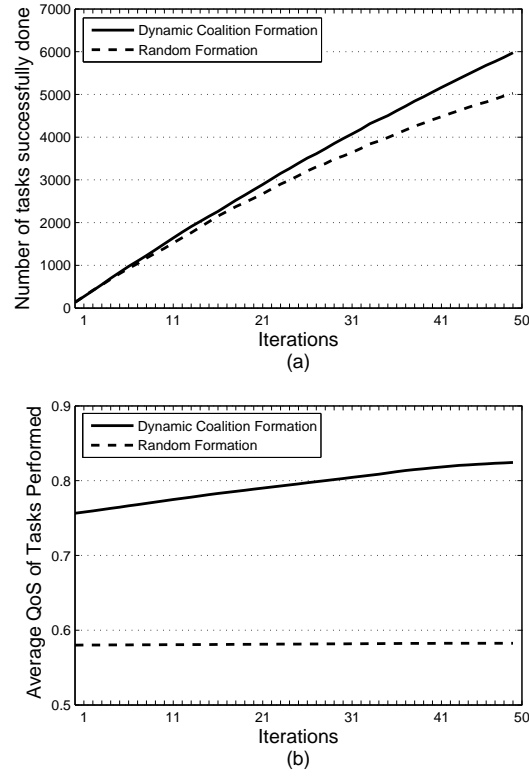 7000
6000
5000
4000
3000
2000
1000
0
Number of tasks successfully done
Dynamic Coalition Formation
Random Formation
1 11 21 31 41 50
Iterations
(a)
0.9
0.8
0.7
0.6
0.5
Average QoS of Tasks Performed
Dynamic Coalition Formation
Random Formation
1 11 21 31 41 50
Iterations
(b)